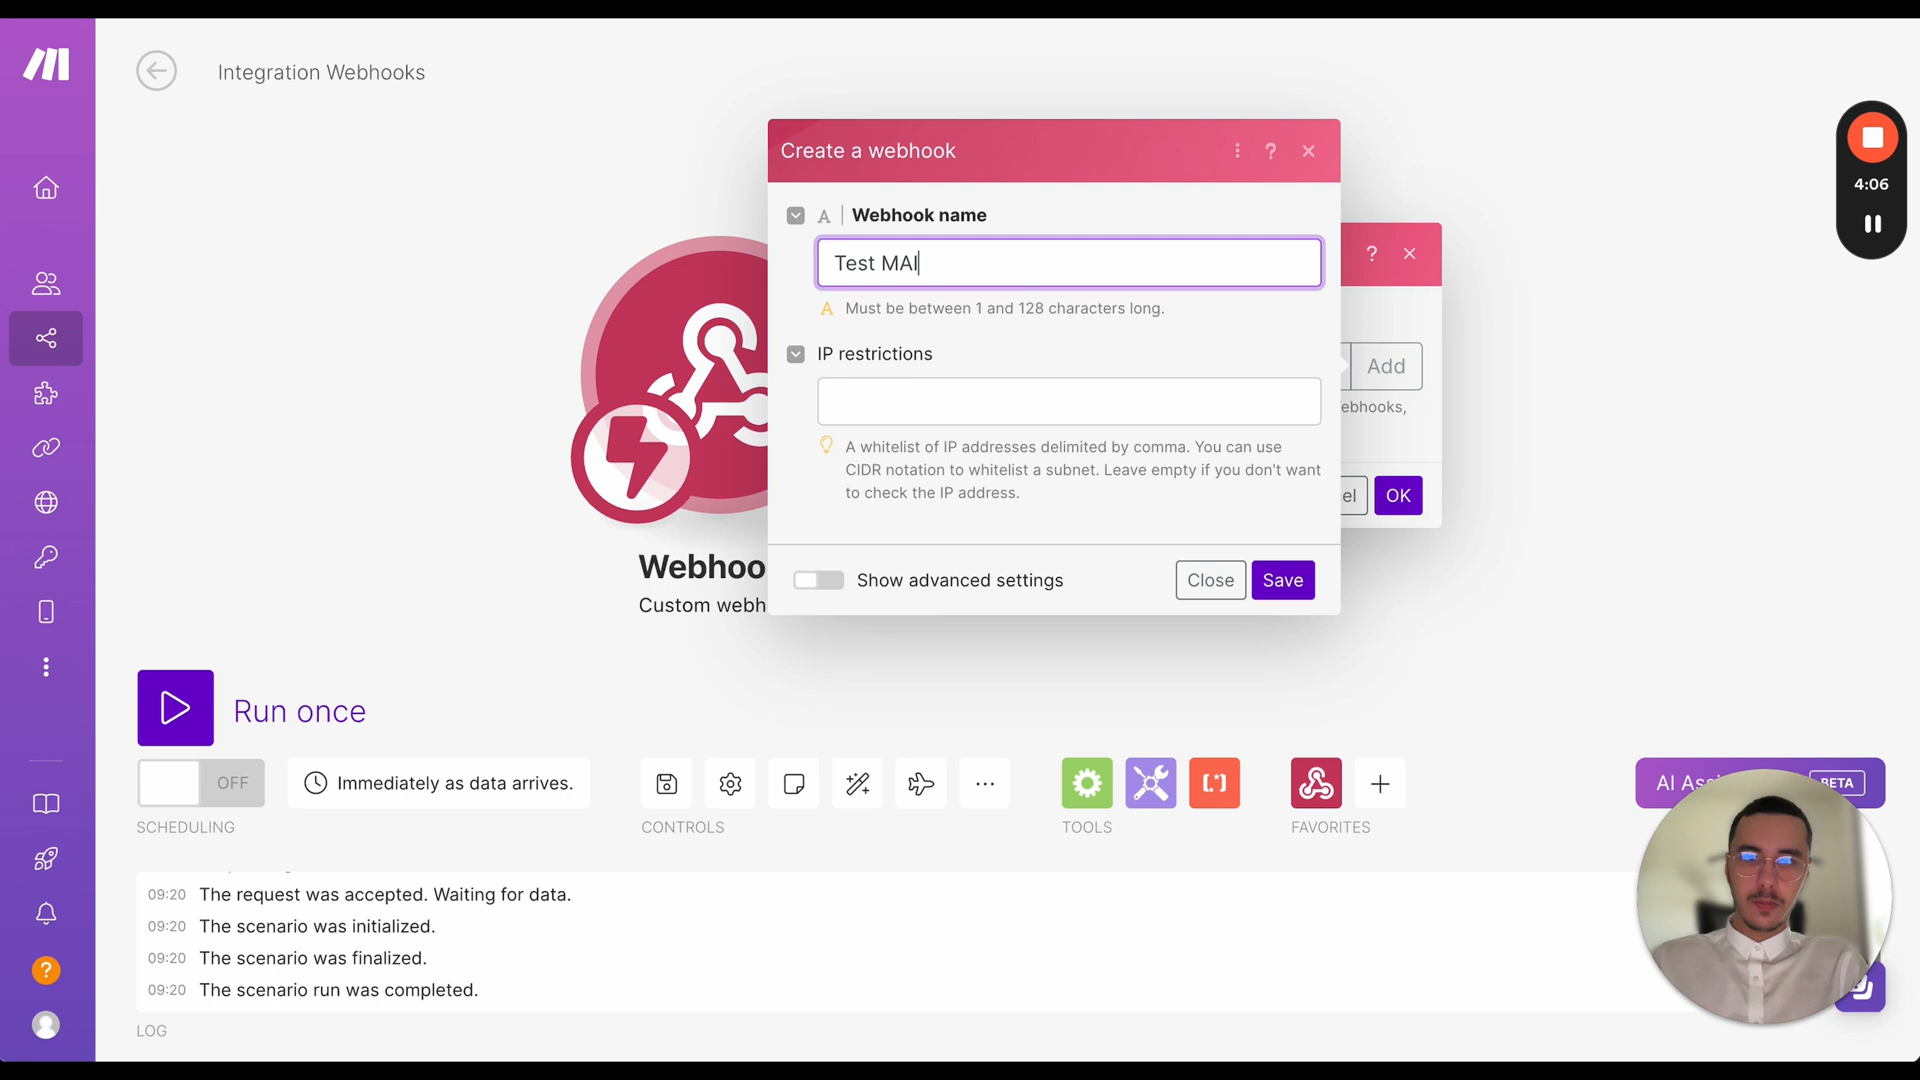 Integration Webhooks
Create a webhook
?
A
Webhook name
Test MAI
A Must be between 1 and 128 characters long.
IP restrictions
A whitelist of IP addresses delimited by comma. You can use
CIDR notation to whitelist a subnet. Leave empty if you don't want
to check the IP address.
Show advanced settings
Close
Save
?
Add
ebhooks,
el
OK
4:06
Webhoo
Custom webh
Run once
OFF
Immediately as data arrives.
SCHEDULING
CONTROLS
TOOLS
FAVORITES
AI Ass
BETA
09:20 The request was accepted. Waiting for data.
09:20 The scenario was initialized.
09:20 The scenario was finalized.
09:20 The scenario run was completed.
LOG
?